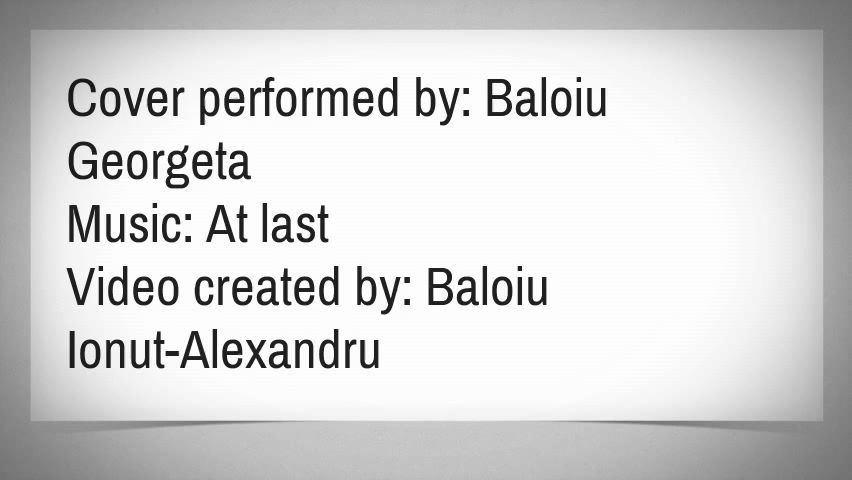 Cover performed by: Baloiu
Georgeta
Music: At last
Video created by: Baloiu
Ionut-Alexandru